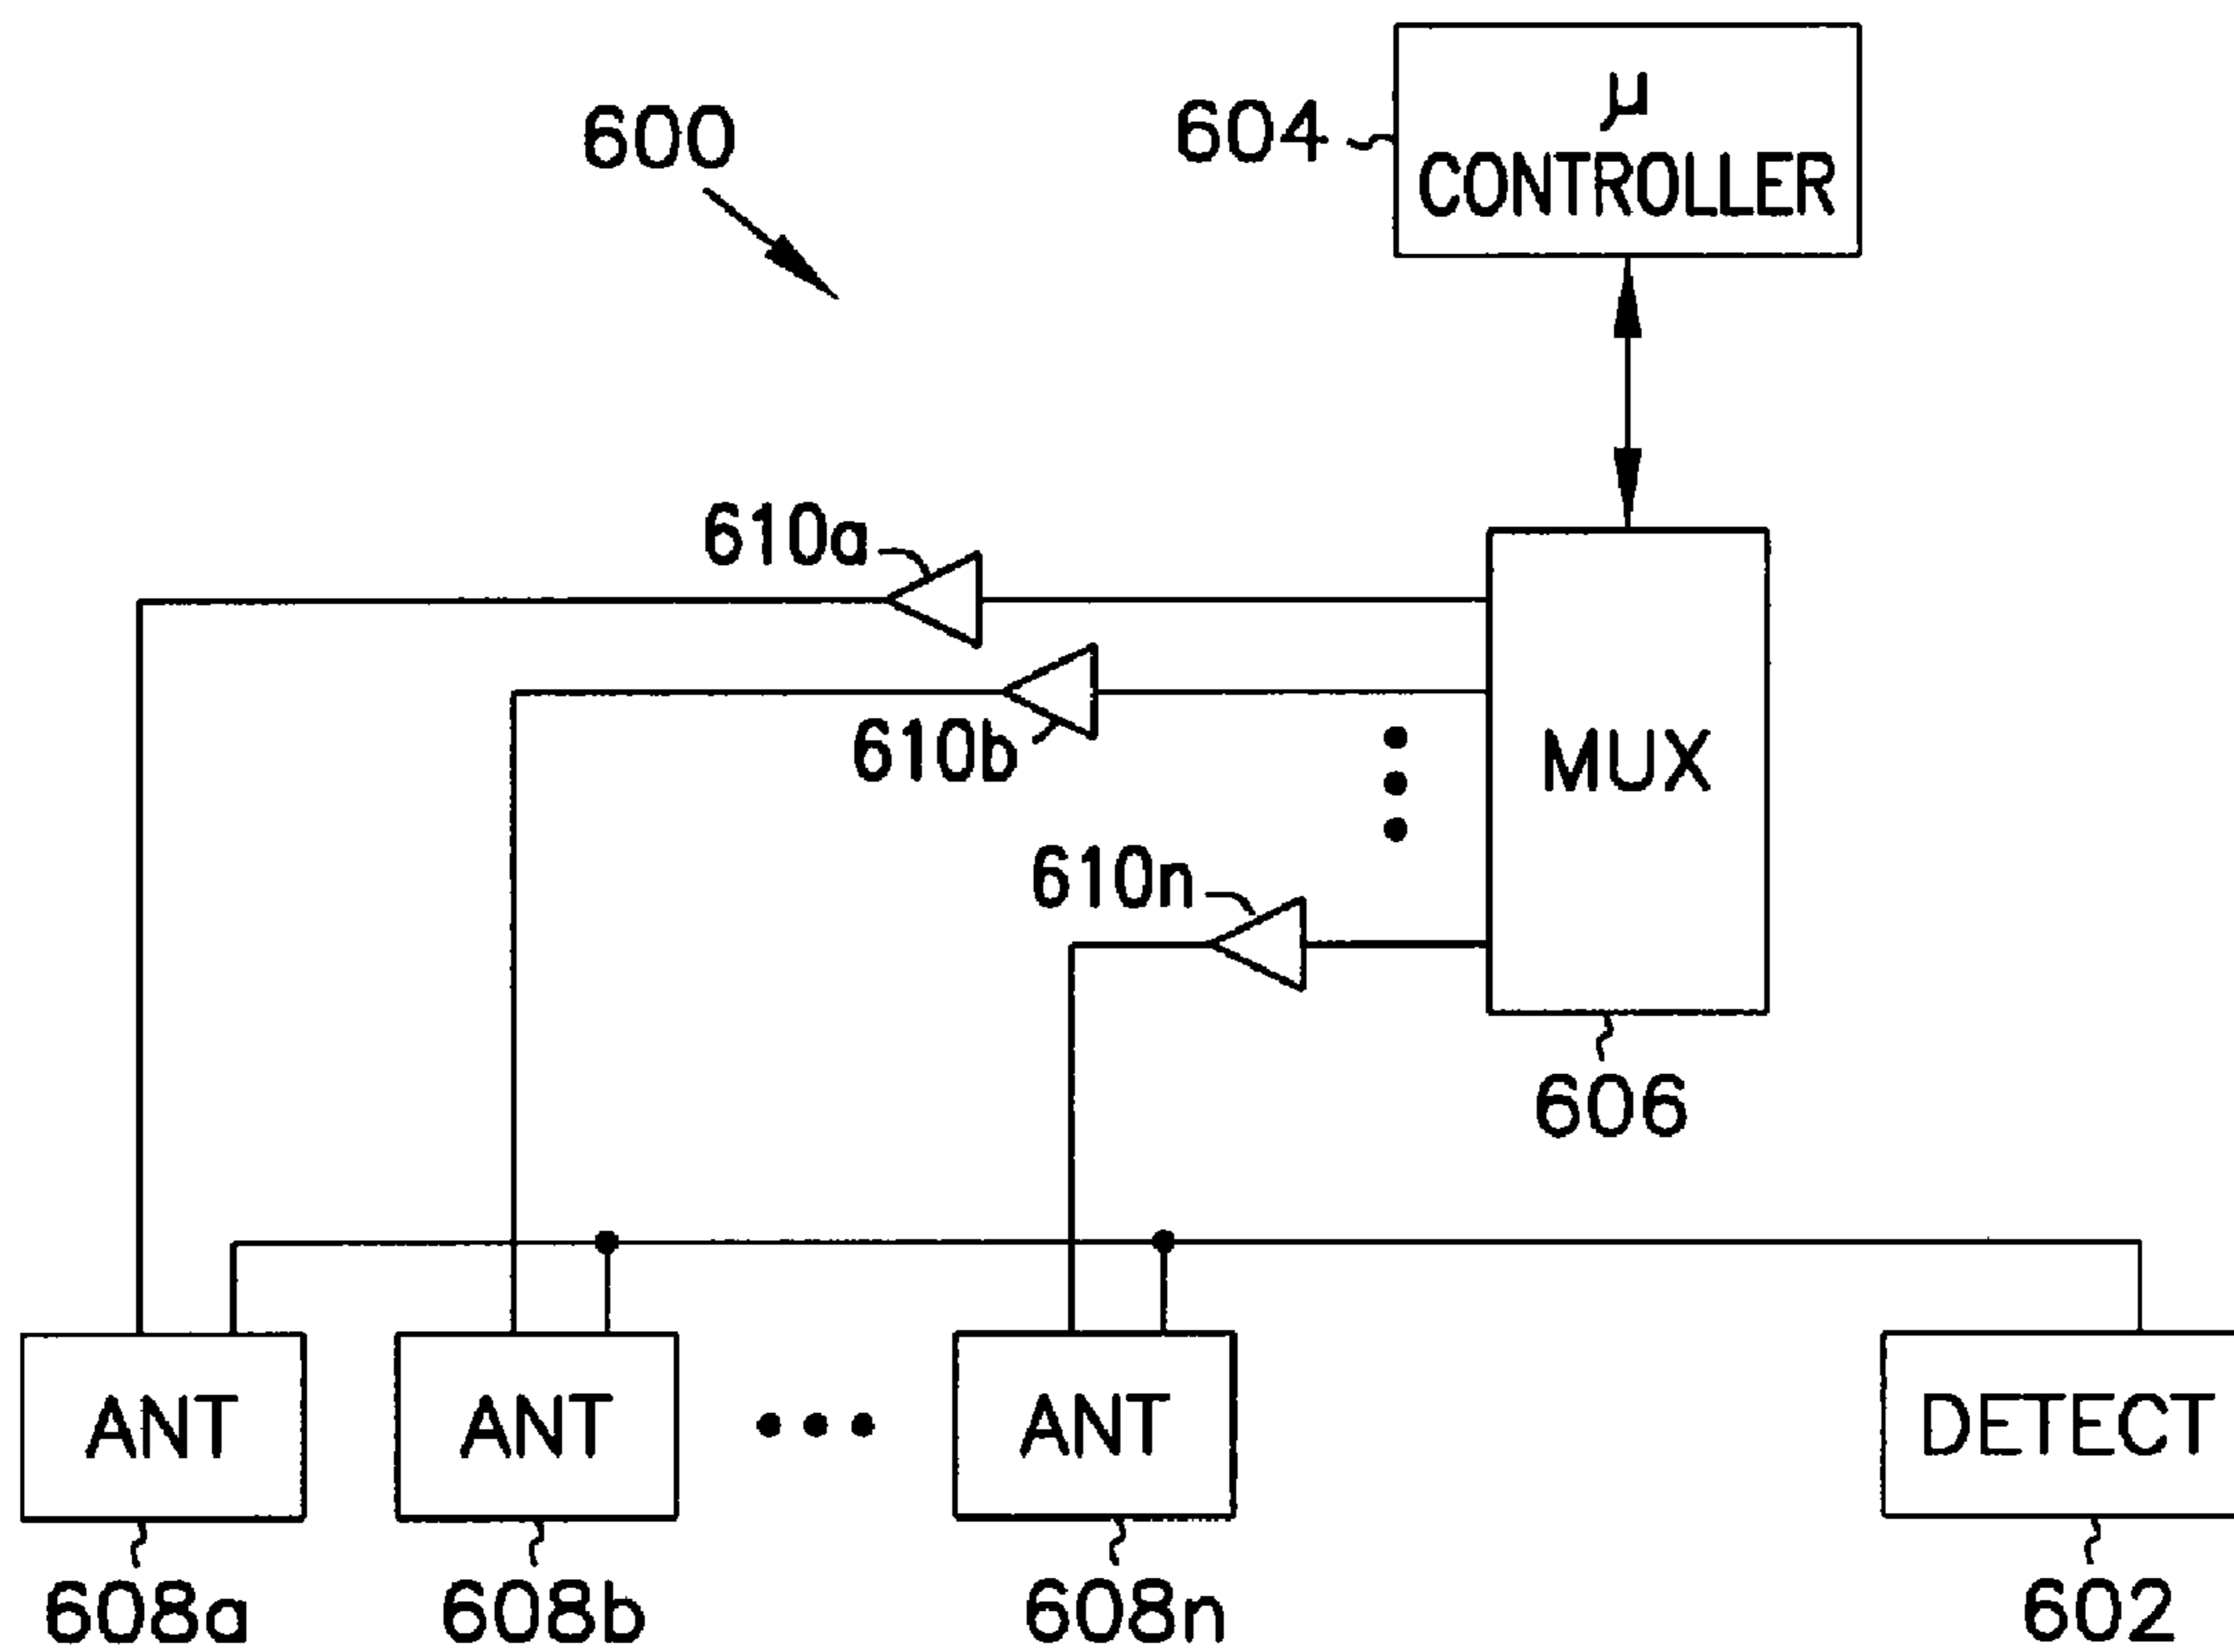 600
604
µ
CONTROLLER
610a
610b
MUX
610n
606
ANT
ANT
ANT
DETECT
608a
608b
608n
602